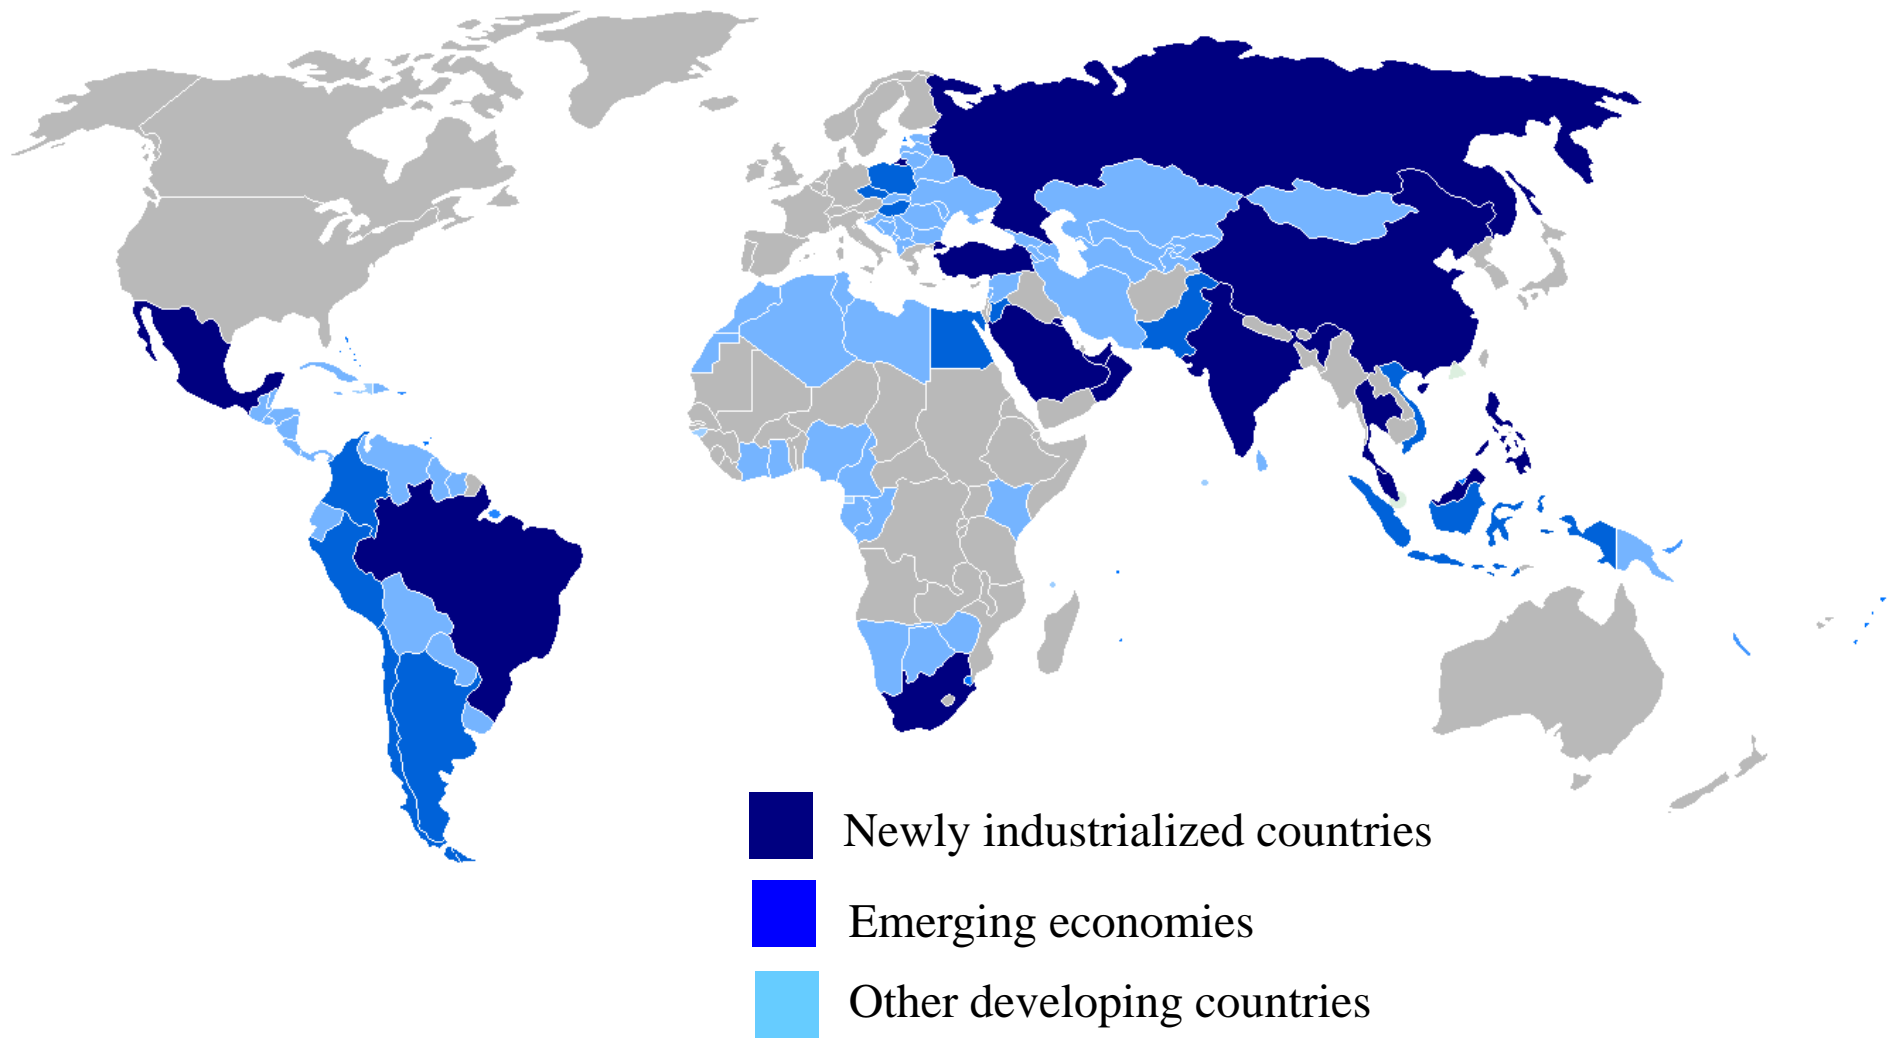 Newly industrialized countries
Emerging economies
Other developing countries